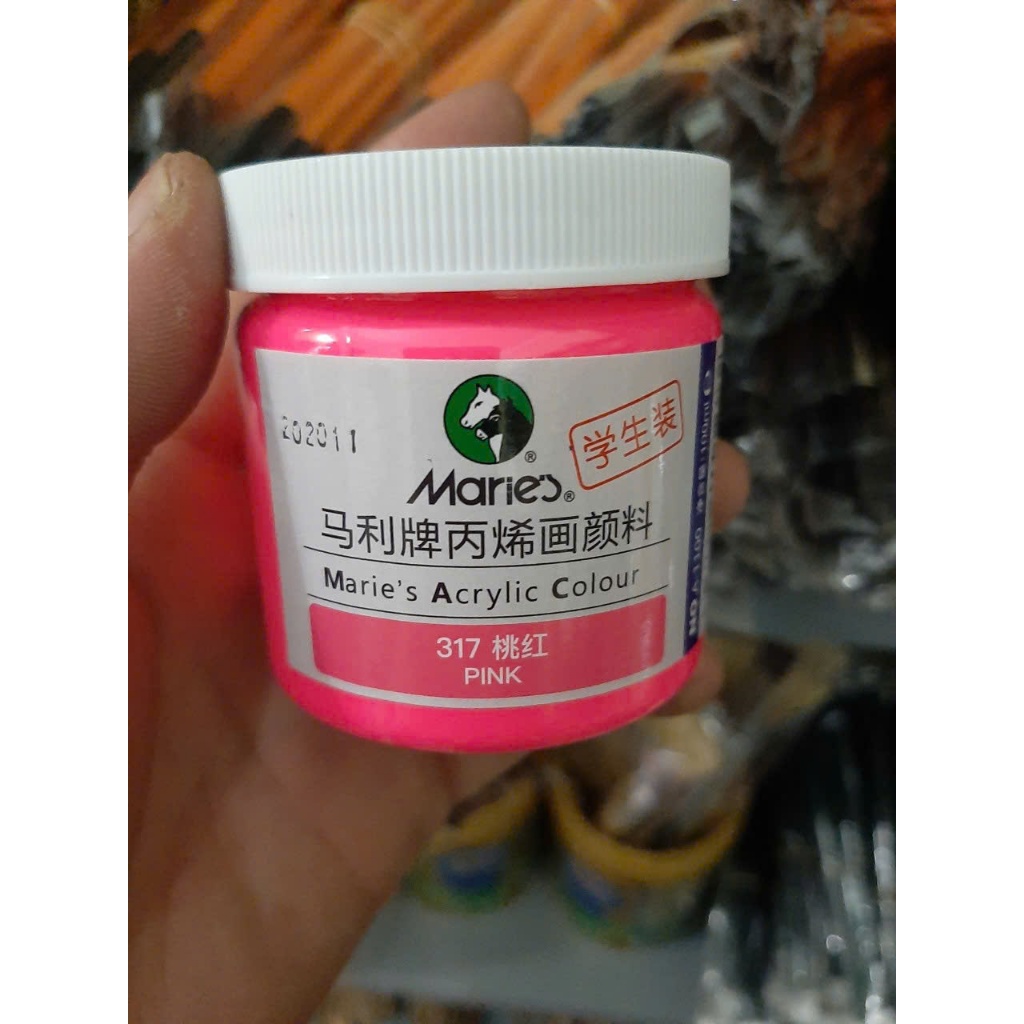 202011
Marie's®
学生装
马利牌丙烯画颜料
Marie's Acrylic Colour
317 桃红
PINK